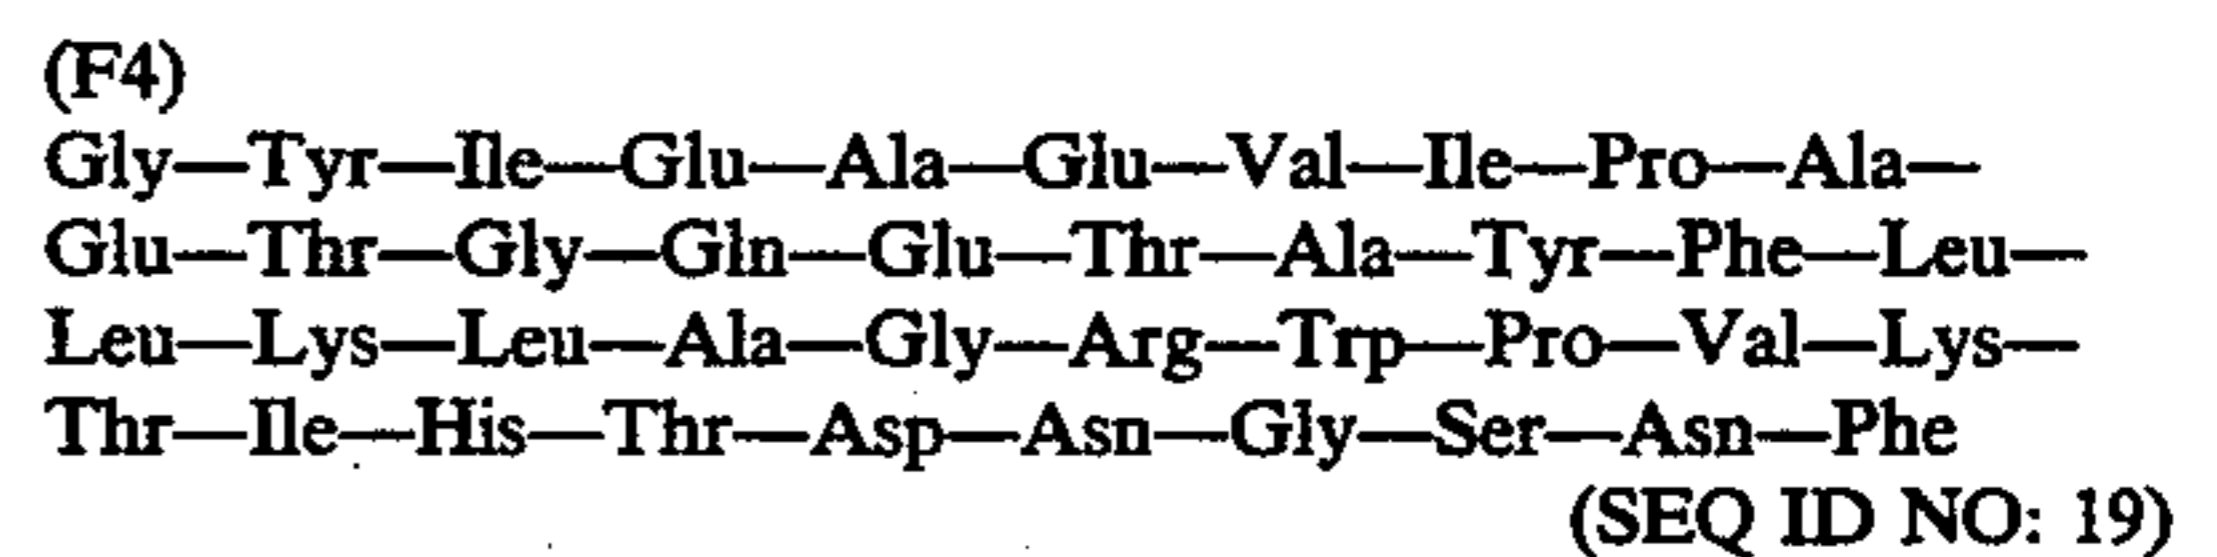 (F4)
Gly—Tyr—Ile—Glu—Ala—Glu—Val—Ile—Pro—Ala—
Glu—Thr—Gly—Gln—Glu—Thr—Ala—Tyr—Phe—Leu—
Leu—Lys—Leu—Ala—Gly—Arg—Trp—Pro—Val—Lys—
Thr—Ile—His—Thr—Asp—Asn—Gly—Ser—Asn—Phe
(SEQ ID NO: 19)